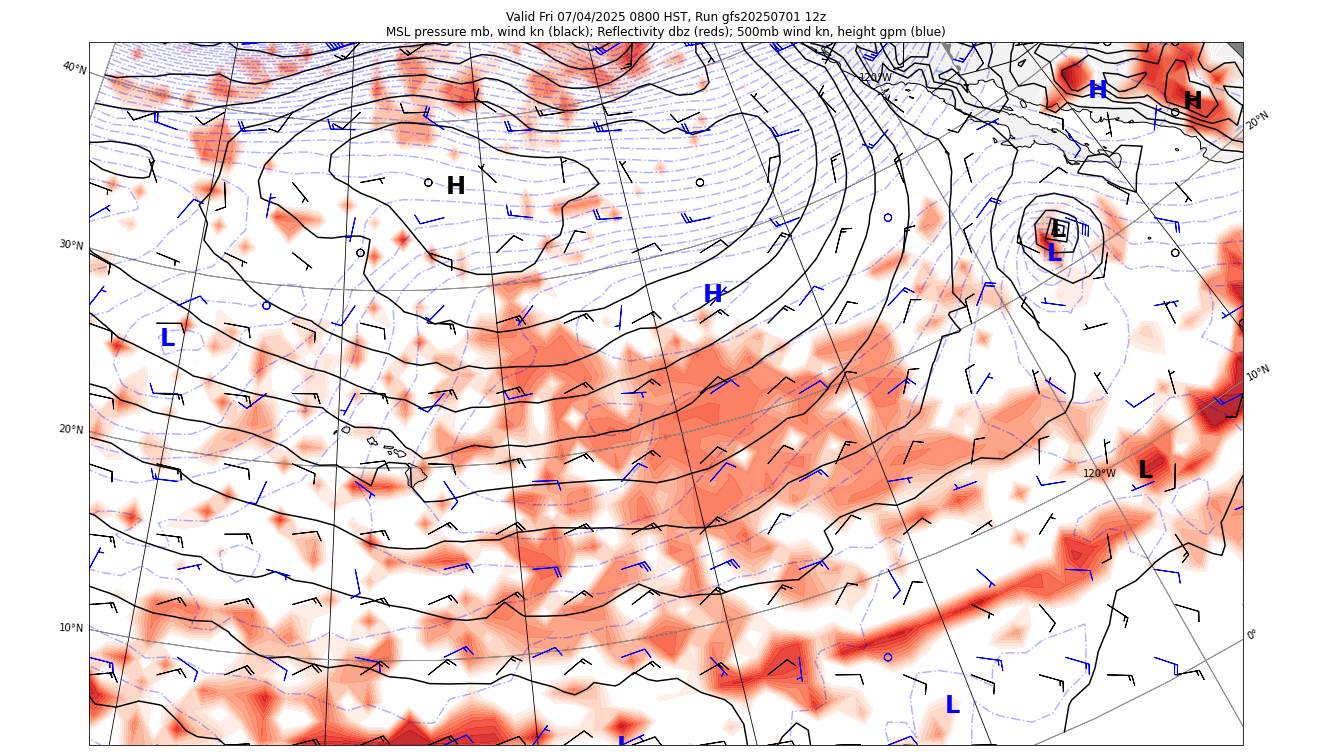 Valid Fri 07/04/2025 0800 HST, Run gfs20250701 12z
MSL pressure mb, wind kn (black); Reflectivity dbz (reds); 500mb wind kn, height gpm (blue)
40°N
120°W
H
H
20°N
H
30°N
L
L
H
L
10°N
20°N
L
120°W
10°N
0°
L
L